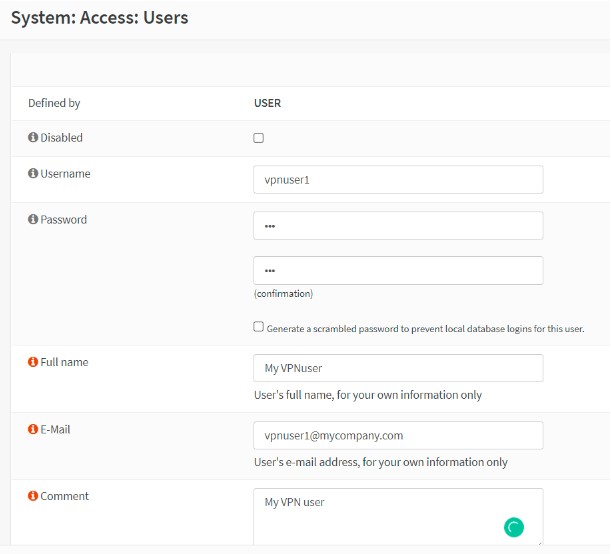 System: Access: Users
Defined by
USER
Disabled
Username
vpnuser1
Password
•••
•••
(confirmation)
Generate a scrambled password to prevent local database logins for this user.
Full name
My VPNuser
User's full name, for your own information only
E-Mail
vpnuser1@mycompany.com
User's e-mail address, for your own information only
Comment
My VPN user